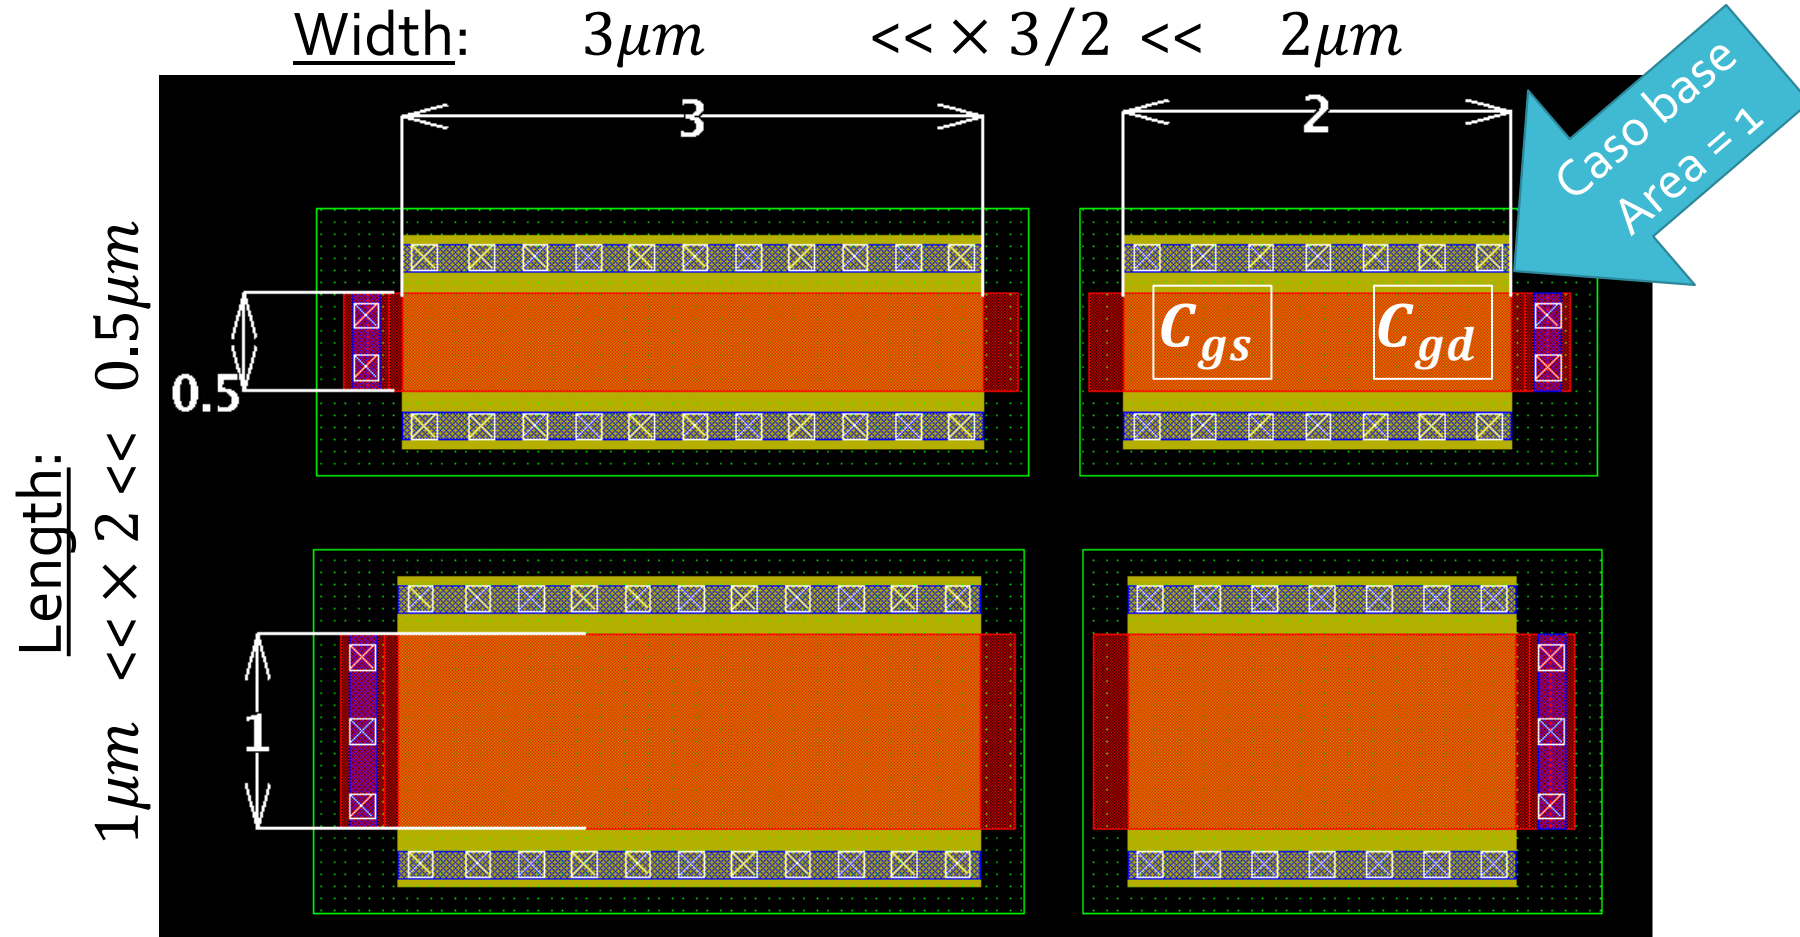 Width: 3μm << × 3/2 << 2μm
Caso base
Area = 1
3
2
Length:
1μm << × 2 << 0.5μm
0.5
C_gs
C_gd
1